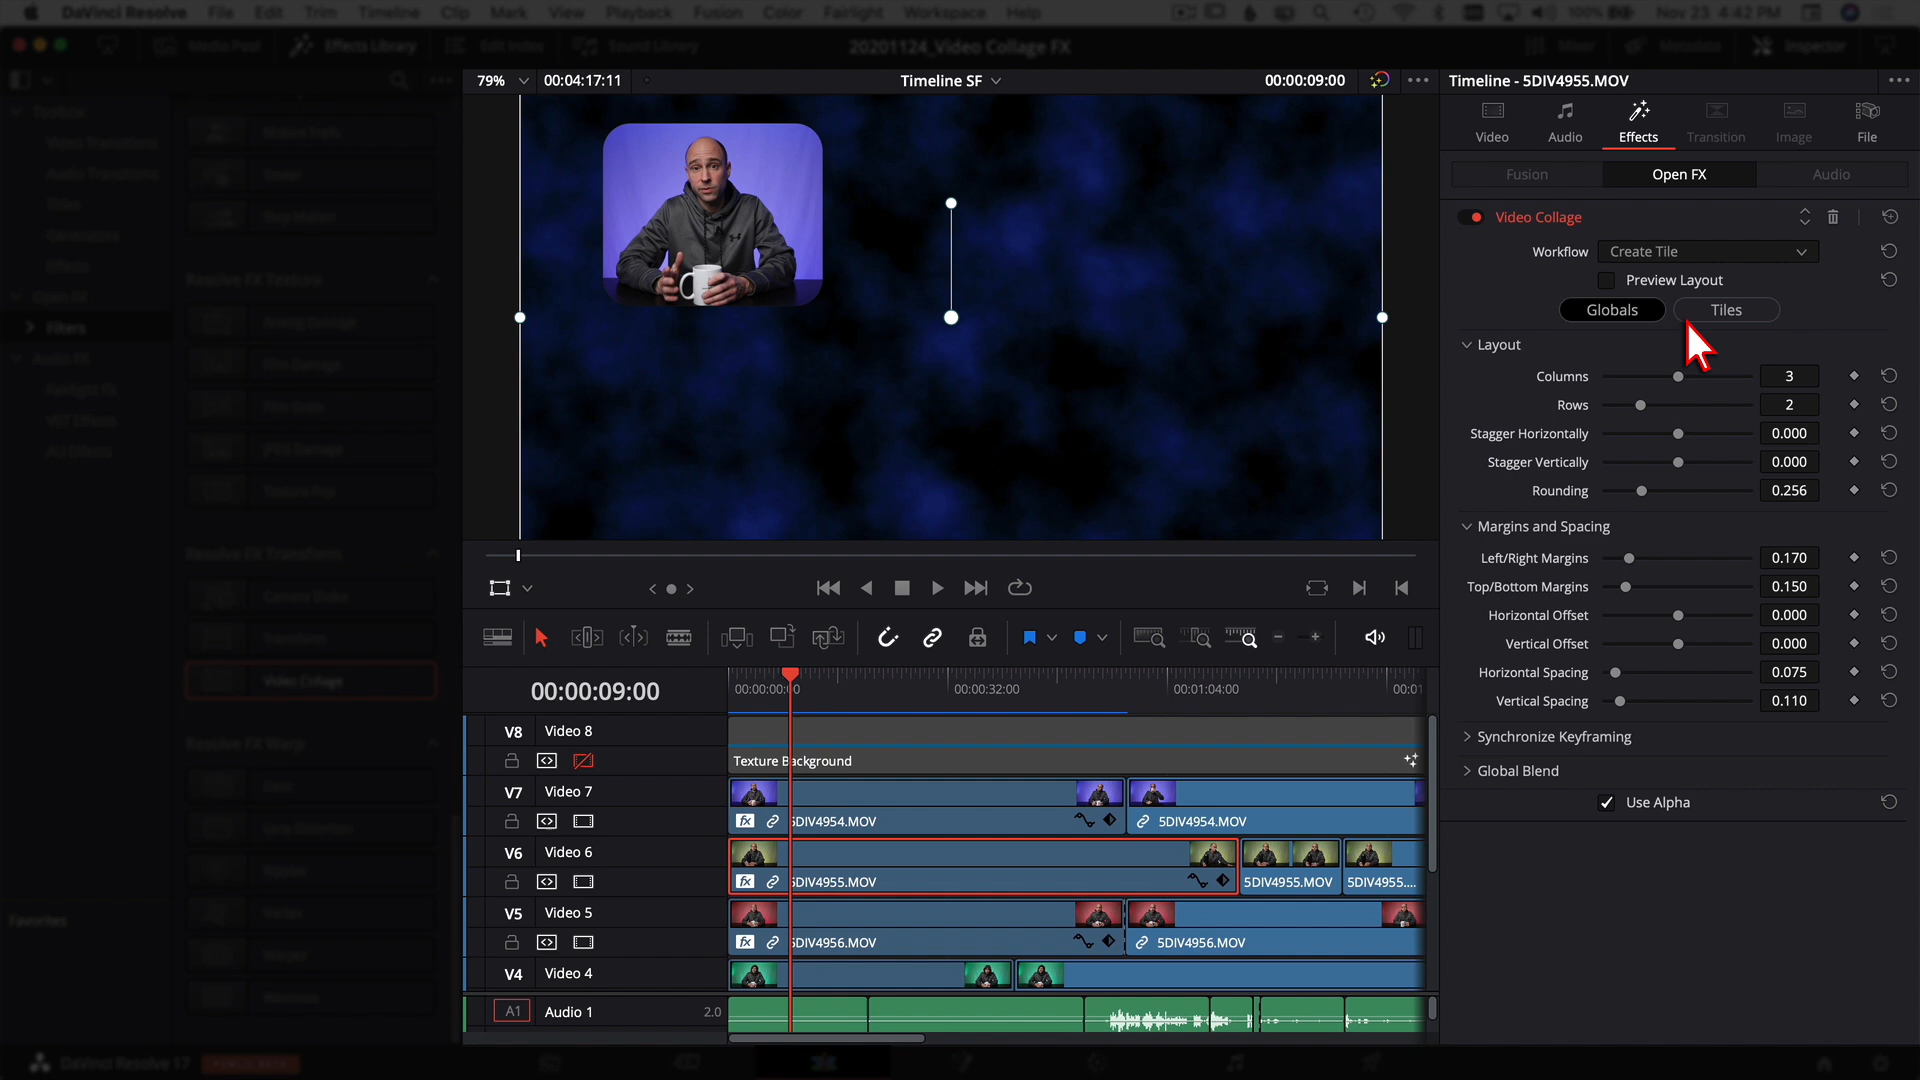 DaVinci Resolve File Edit Trim Timeline Clip Mark View Playback Fusion Color Fairlight Workspace Help 100% Nov 23 4:42 PM
Media Pool Effects Library Edit Index Sound Library 20201124_Video Collage FX Mixer Metadata Inspector
79% 00:04:17:11 Timeline SF 00:00:09:00 Timeline - 5DIV4955.MOV
Video Audio Effects Transition Image File
Fusion Open FX Audio
Video Collage
Workflow Create Tile
Preview Layout
Globals Tiles
Layout
Columns 3
Rows 2
Stagger Horizontally 0.000
Stagger Vertically 0.000
Rounding 0.256
Margins and Spacing
Left/Right Margins 0.170
Top/Bottom Margins 0.150
Horizontal Offset 0.000
Vertical Offset 0.000
Horizontal Spacing 0.075
Vertical Spacing 0.110
Synchronize Keyframing
Global Blend
Use Alpha
Toolbox
Video Transitions
Audio Transitions
Titles
Generators
Effects
Open FX
Filters
Audio FX
Fairlight FX
VST Effects
AU Effects
Favorites
Motion Trails
Smear
Stop Motion
Resolve FX Texture
Analog Damage
Film Damage
Film Grain
JPEG Damage
Texture Pop
Resolve FX Transform
Camera Shake
Transform
Video Collage
Resolve FX Warp
Dent
Lens Distortion
Ripples
Vortex
Warper
Waviness
00:00:09:00 00:00:00:00 00:00:32:00 00:01:04:00 00:01
V8 Video 8
Texture Background
V7 Video 7
fx 5DIV4954.MOV 5DIV4954.MOV
V6 Video 6
fx 5DIV4955.MOV 5DIV4955.MOV 5DIV4955....
V5 Video 5
fx 5DIV4956.MOV 5DIV4956.MOV
V4 Video 4
A1 Audio 1 2.0
DaVinci Resolve 17 PUBLIC BETA